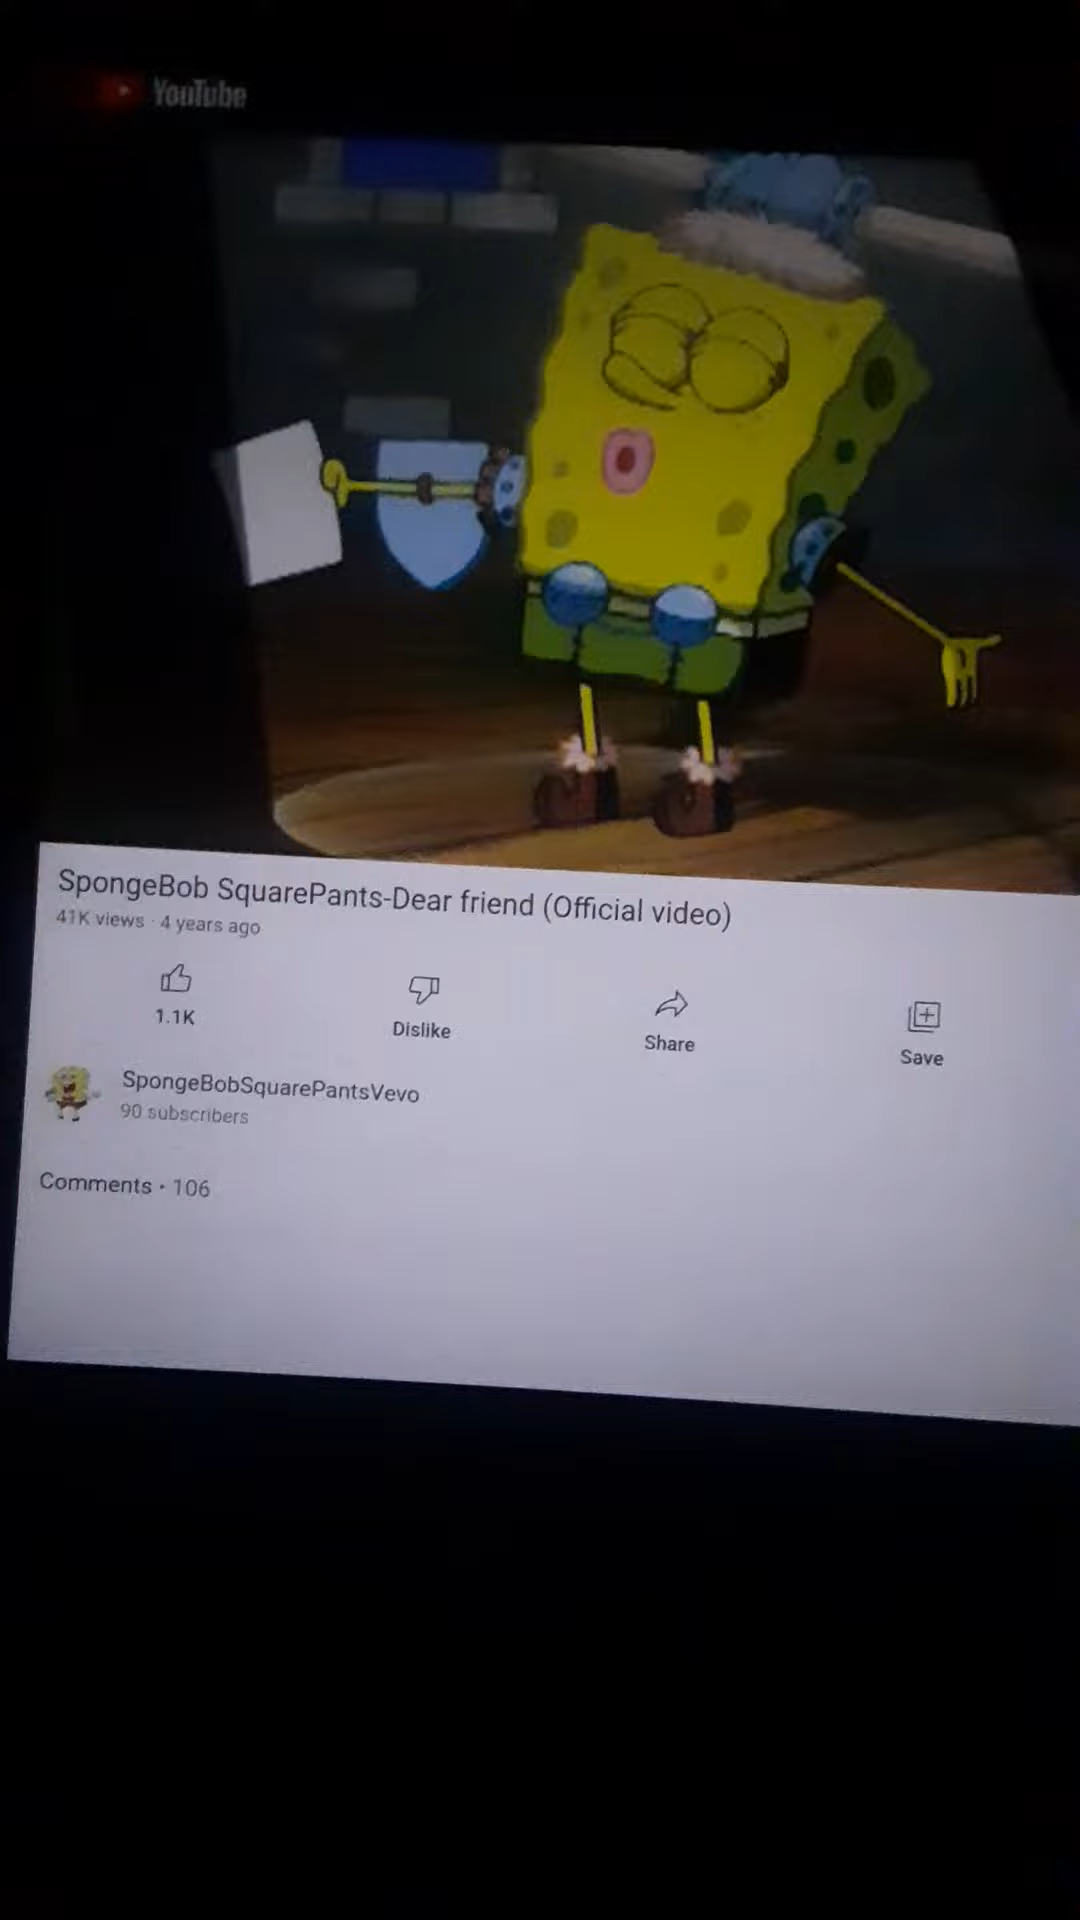 YouTube
SpongeBob SquarePants-Dear friend (Official video)
41K views · 4 years ago
1.1K
Dislike
Share
Save
SpongeBobSquarePantsVevo
90 subscribers
Comments • 106